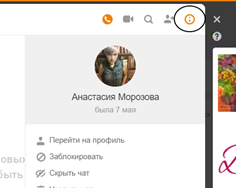 Анастасия Морозова
была 7 мая
Перейти на профиль
Заблокировать
Скрыть чат